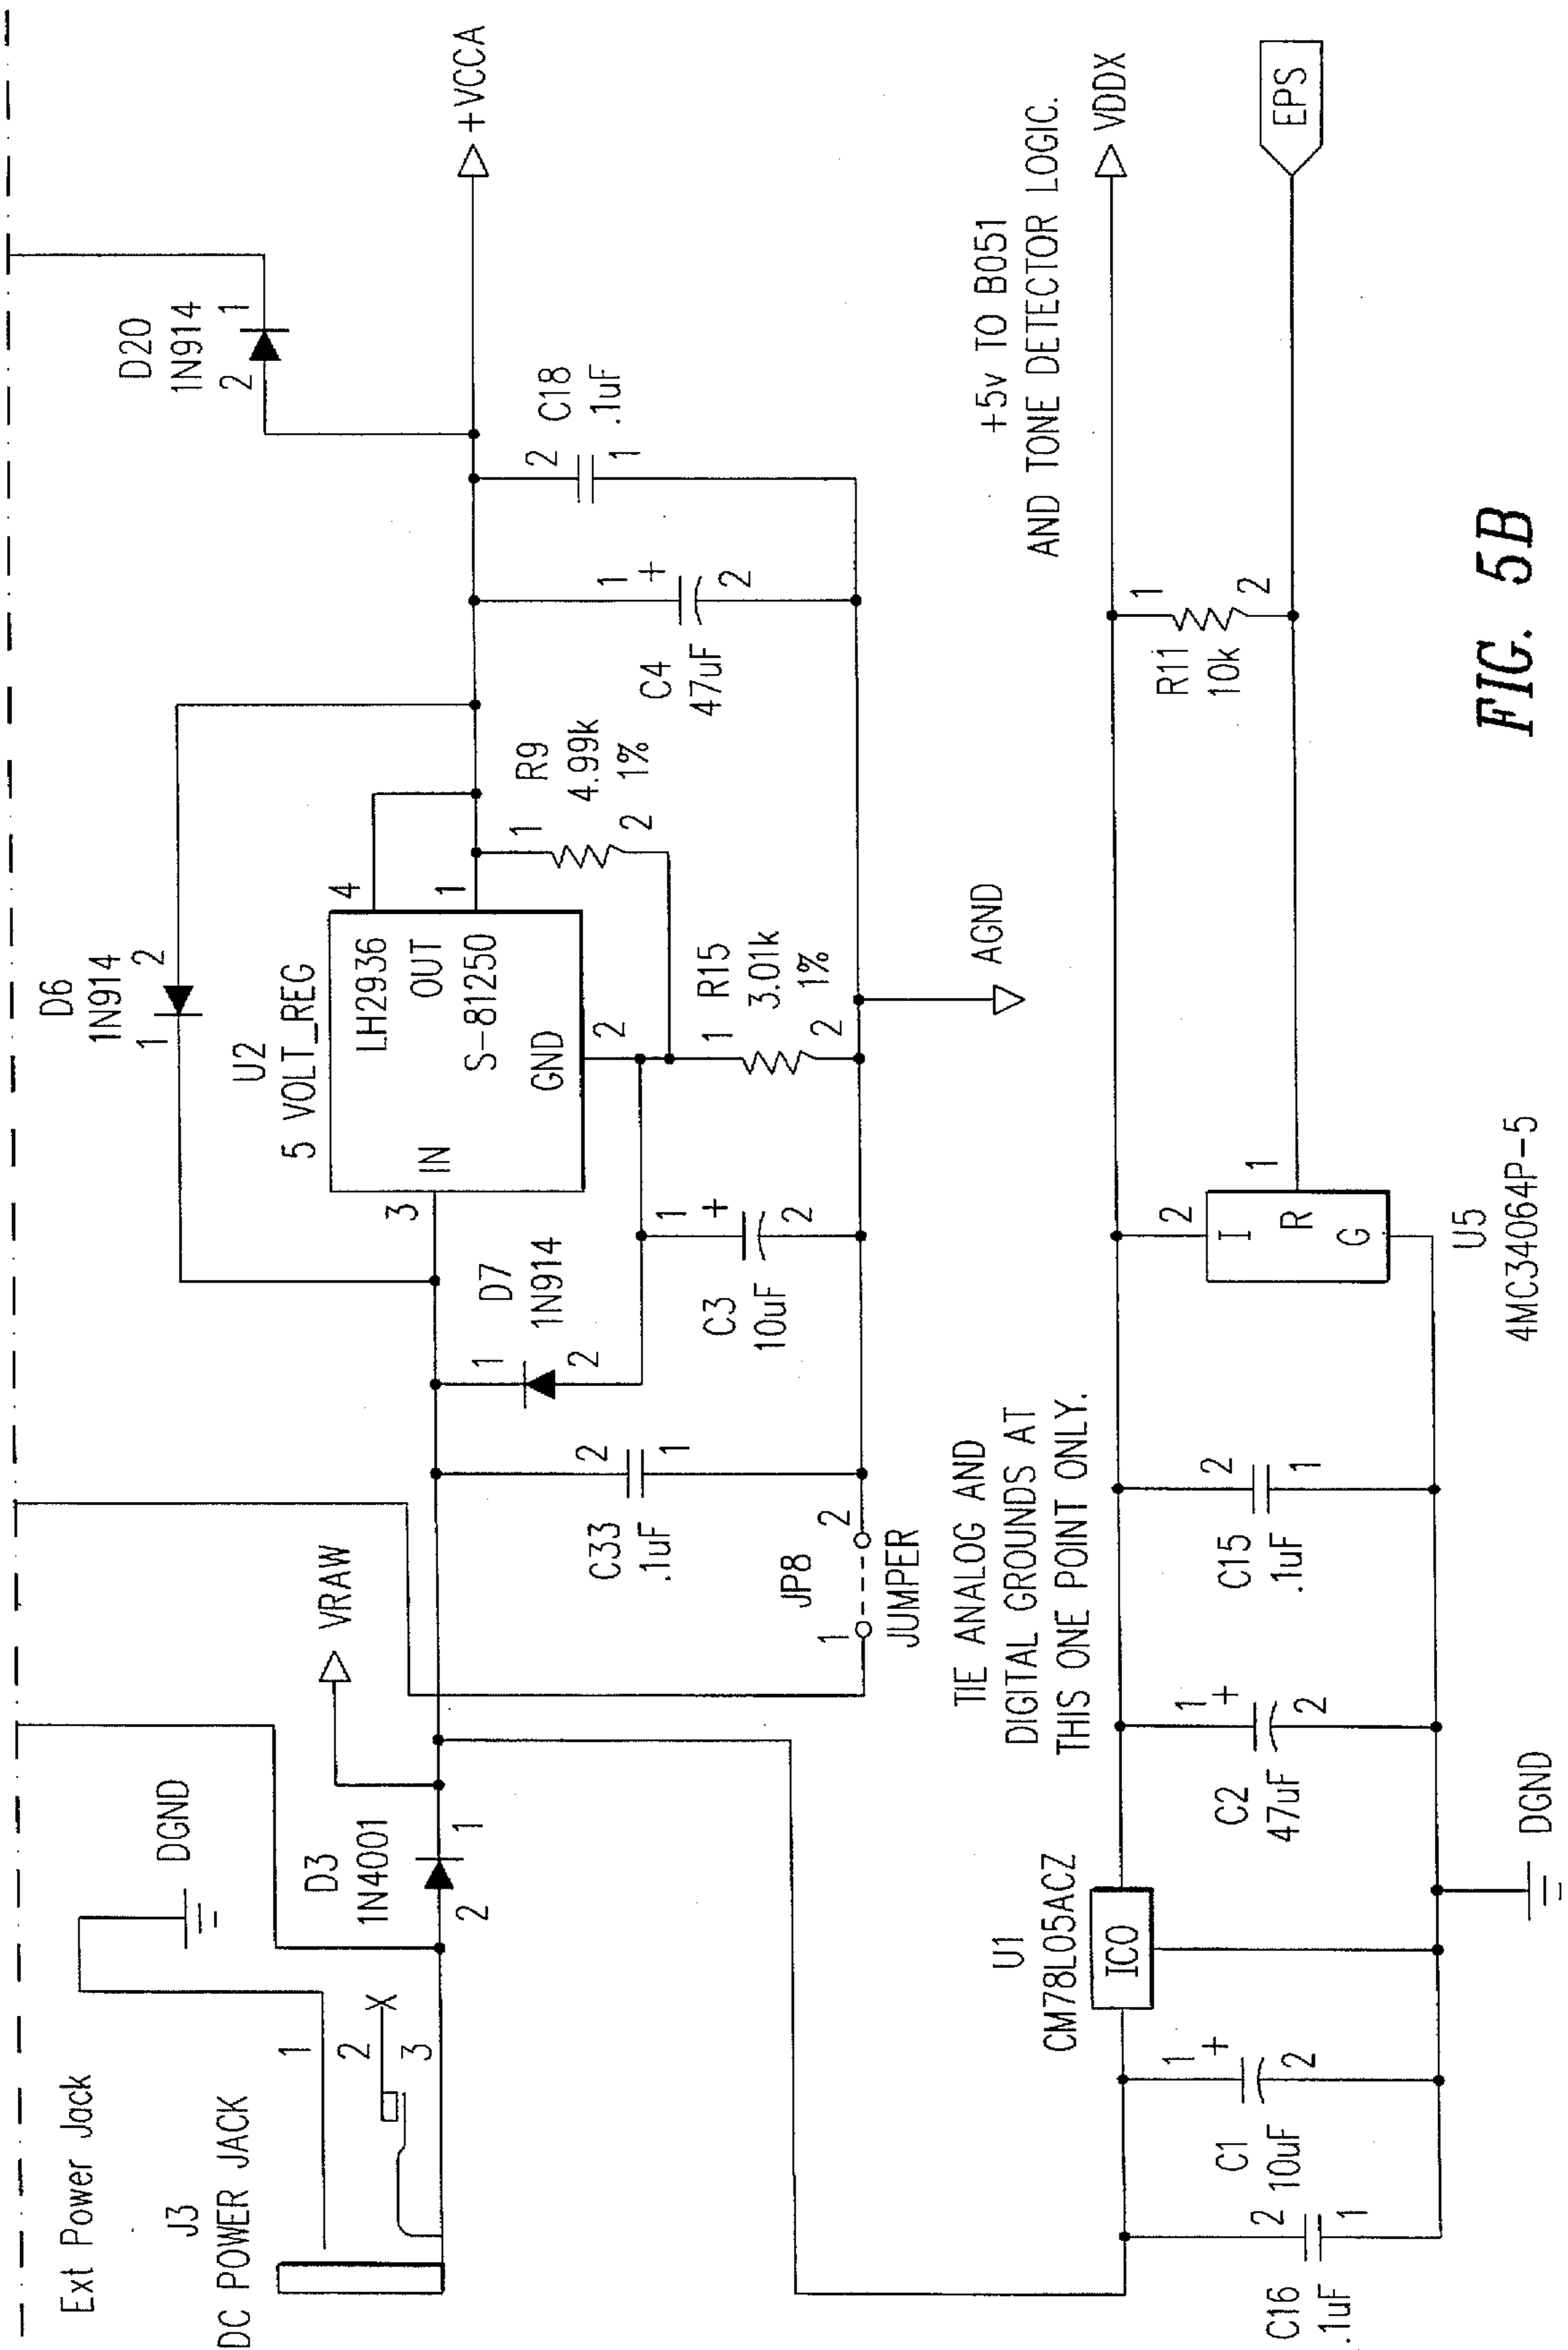 Ext Power Jack
J3
DC POWER JACK
1
2
X
3
DGND
D3
1N4001
2
1
VRAW
D6
1N914
1
2
U2
5 VOLT_REG
LH2936
OUT
S-81250
IN
GND
3
4
1
2
D20
1N914
2
1
+VCCA
C33
.1uF
2
1
D7
1N914
1
2
C3
10uF
1
+
2
R15
3.01k
1%
1
2
R9
4.99k
1%
1
2
C4
47uF
1
+
2
C18
.1uF
2
1
JP8
1
2
JUMPER
AGND
TIE ANALOG AND
DIGITAL GROUNDS AT
THIS ONE POINT ONLY.
+5v TO B051
AND TONE DETECTOR LOGIC.
VDDX
U1
CM78L05ACZ
ICO
C16
.1uF
2
1
C1
10uF
1
+
2
C2
47uF
1
+
2
C15
.1uF
2
1
DGND
2
I
R
G
1
U5
4MC34064P-5
R11
10k
1
2
EPS
FIG. 5B